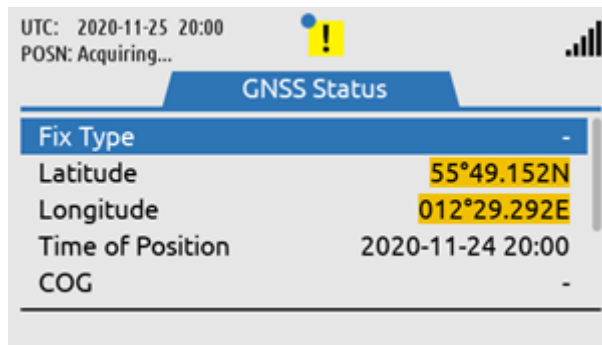 UTC: 2020-11-25 20:00
POSN: Acquiring...
!
GNSS Status
Fix Type -
Latitude 55°49.152N
Longitude 012°29.292E
Time of Position 2020-11-24 20:00
COG -